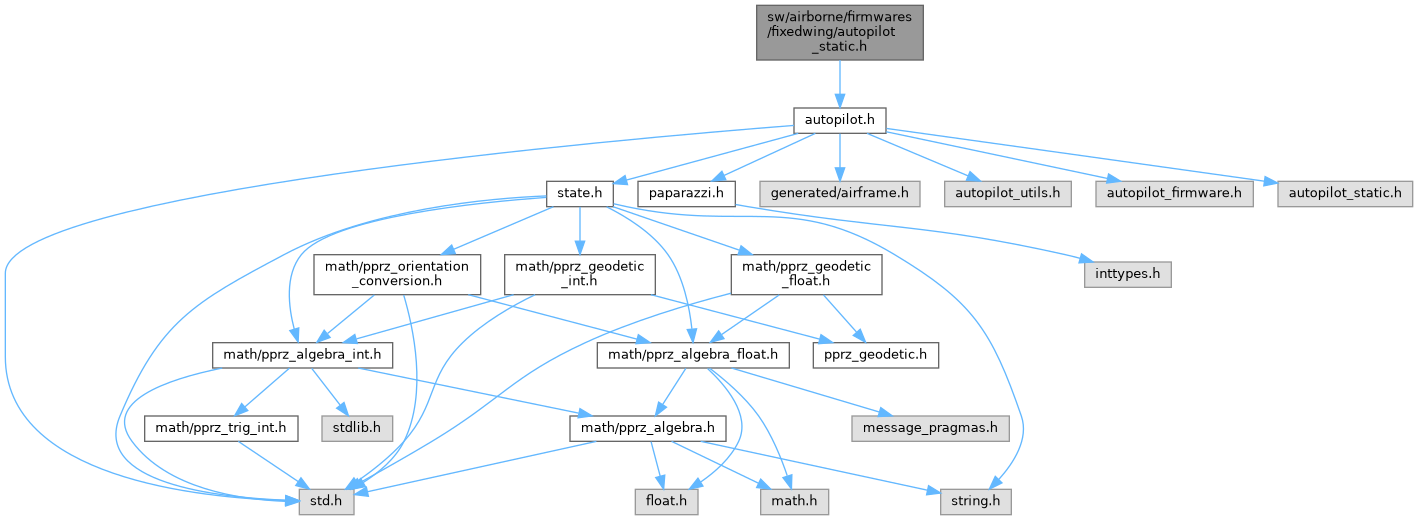 sw/airborne/firmwares
/fixedwing/autopilot
_static.h
autopilot.h
state.h
paparazzi.h
generated/airframe.h
autopilot_utils.h
autopilot_firmware.h
autopilot_static.h
math/pprz_orientation
_conversion.h
math/pprz_geodetic
_int.h
math/pprz_geodetic
_float.h
inttypes.h
math/pprz_algebra_int.h
math/pprz_algebra_float.h
pprz_geodetic.h
math/pprz_trig_int.h
stdlib.h
math/pprz_algebra.h
message_pragmas.h
std.h
float.h
math.h
string.h